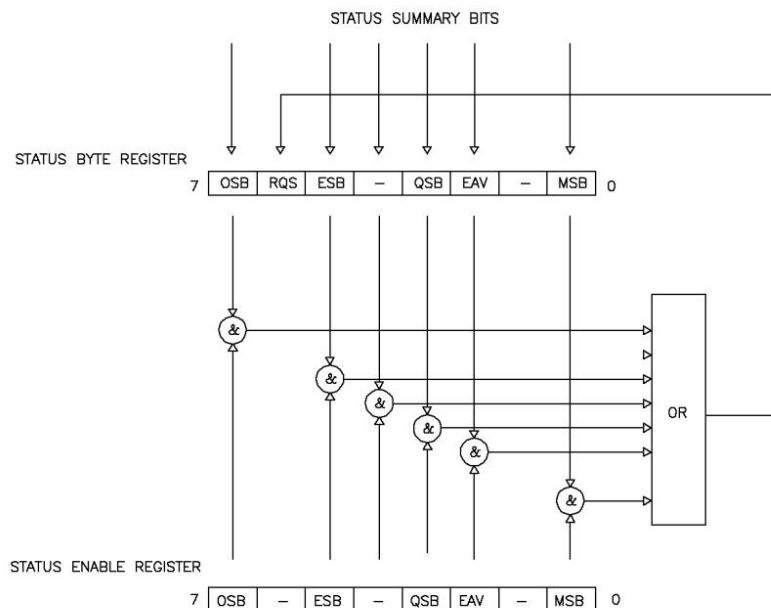 STATUS SUMMARY BITS
STATUS BYTE REGISTER
7 OSB RQS ESB – QSB EAV – MSB 0
&
&
&
&
OR
&
&
STATUS ENABLE REGISTER
7 OSB – ESB – QSB EAV – MSB 0